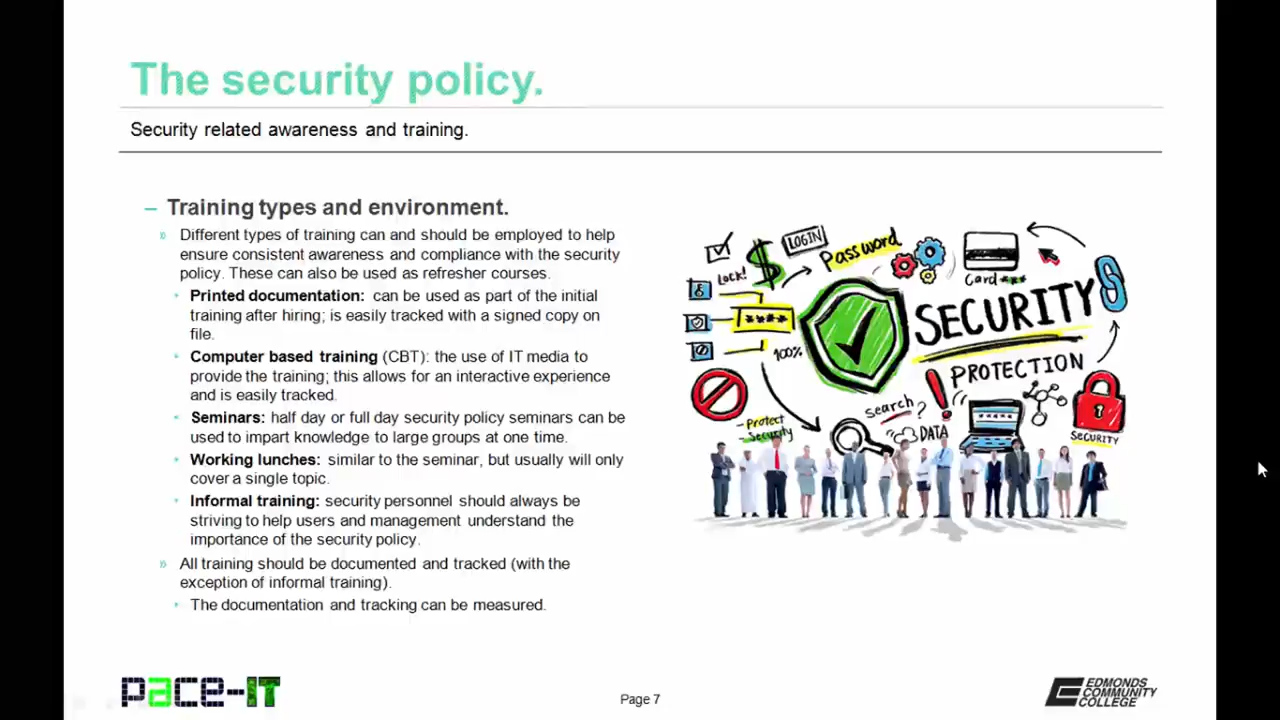 The security policy.
Security related awareness and training.
– Training types and environment.
» Different types of training can and should be employed to help
ensure consistent awareness and compliance with the security
policy. These can also be used as refresher courses.
• Printed documentation: can be used as part of the initial
training after hiring; is easily tracked with a signed copy on
file.
• Computer based training (CBT): the use of IT media to
provide the training; this allows for an interactive experience
and is easily tracked.
• Seminars: half day or full day security policy seminars can be
used to impart knowledge to large groups at one time.
• Working lunches: similar to the seminar, but usually will only
cover a single topic.
• Informal training: security personnel should always be
striving to help users and management understand the
importance of the security policy.
» All training should be documented and tracked (with the
exception of informal training).
• The documentation and tracking can be measured.
LOGIN
Password
Lock!
$
Card ***
****
SECURITY
100%
PROTECTION
search ?
!
- Protect
- Security
DATA
SECURITY
pace-IT
Page 7
EDMONDS
COMMUNITY
COLLEGE